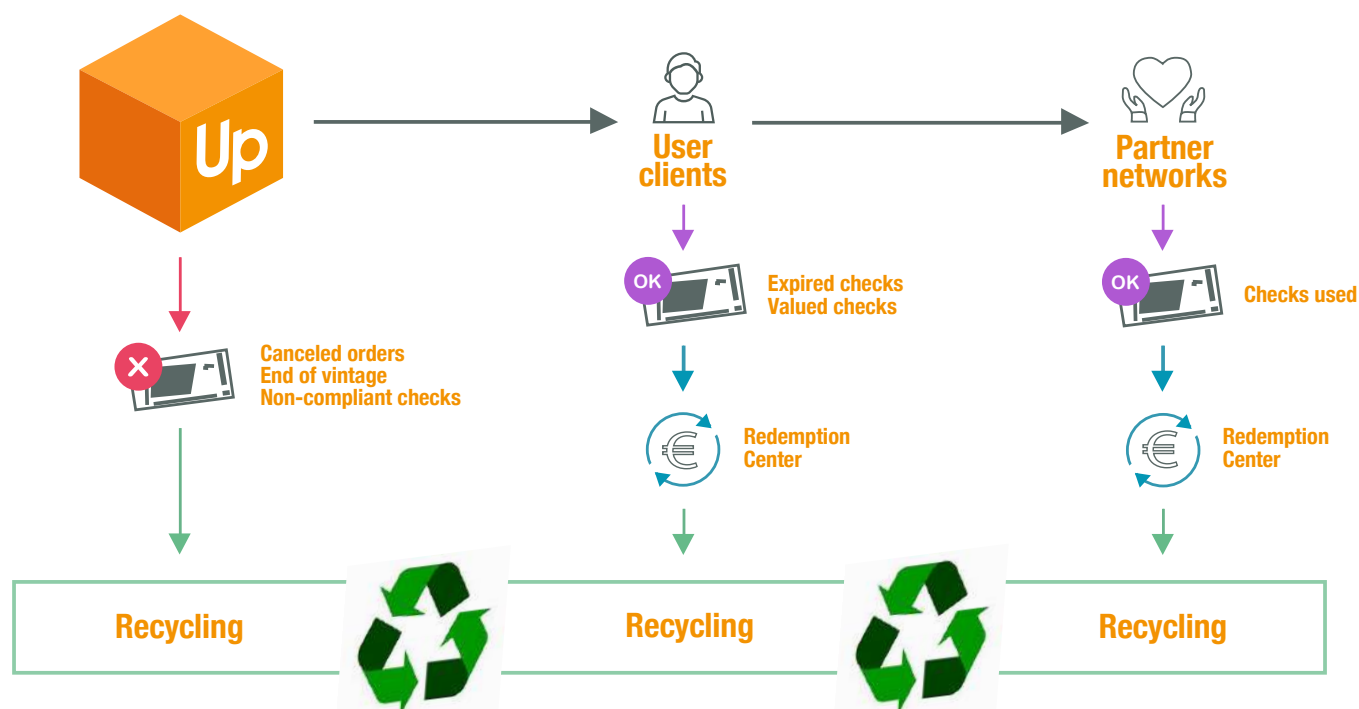 Up
User
clients
Partner
networks
OK
Expired checks
Valued checks
OK
Checks used
X
Canceled orders
End of vintage
Non-compliant checks
€
Redemption
Center
€
Redemption
Center
Recycling
Recycling
Recycling